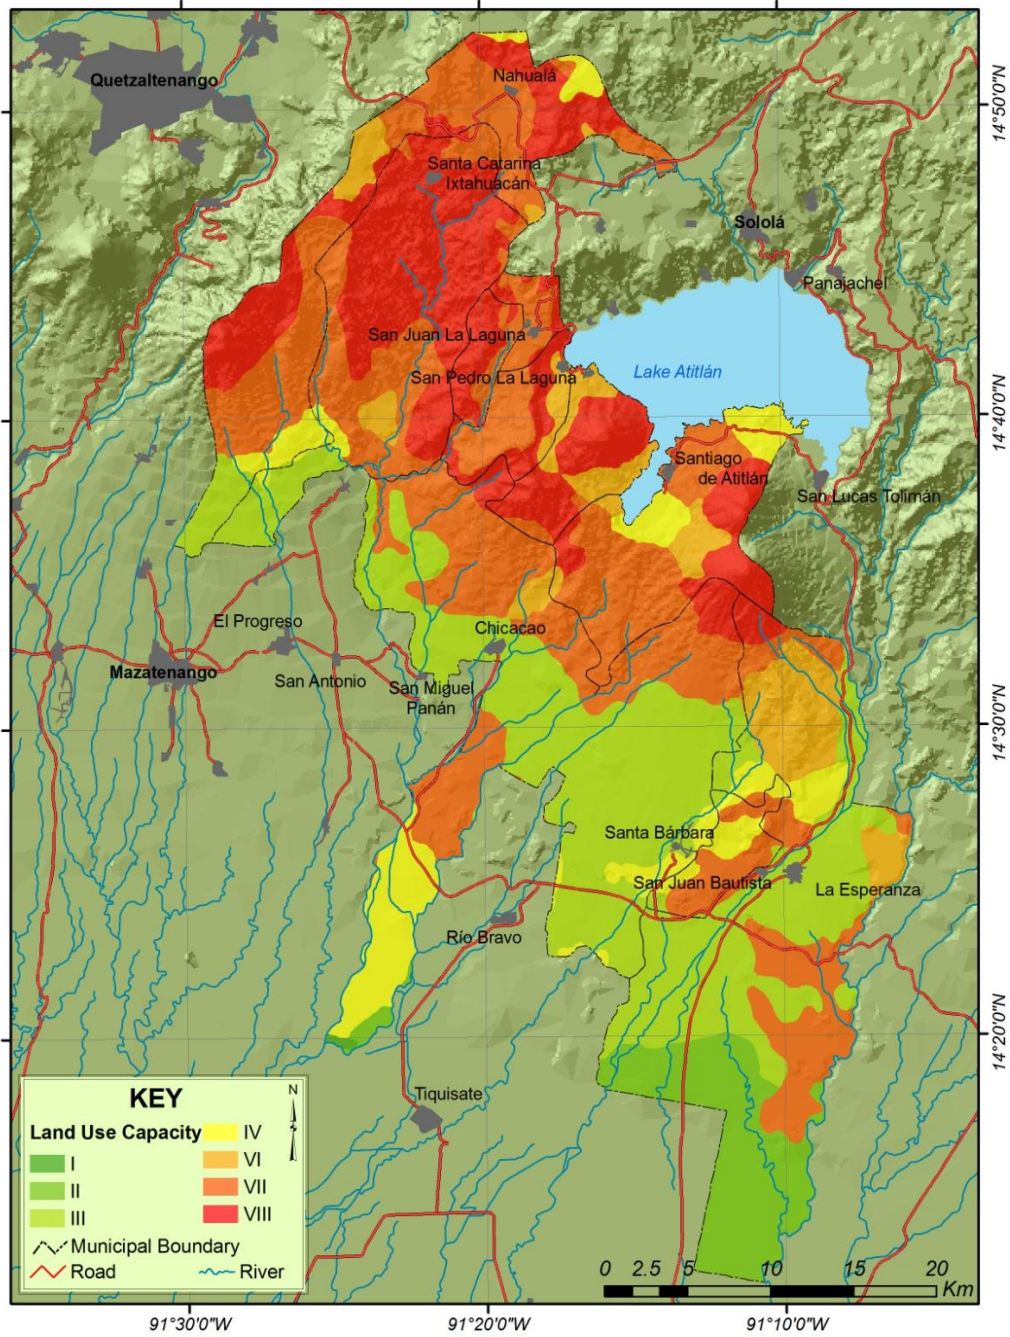 Quetzaltenango
Nahualá
14°50'0"N
Santa Catarina
Ixtahuacán
Sololá
Panajachel
San Juan La Laguna
San Pedro La Laguna
Lake Atitlán
14°40'0"N
Santiago
de Atitlán
San Lucas Tolimán
El Progreso
Chicacao
Mazatenango
San Antonio
San Miguel
Panán
14°30'0"N
Santa Bárbara
San Juan Bautista
La Esperanza
Río Bravo
14°20'0"N
Tiquisate
KEY
N
S
Land Use Capacity
I
II
III
IV
VI
VII
VIII
Municipal Boundary
Road
River
0 2.5 5 10 15 20
Km
91°30'0"W
91°20'0"W
91°10'0"W